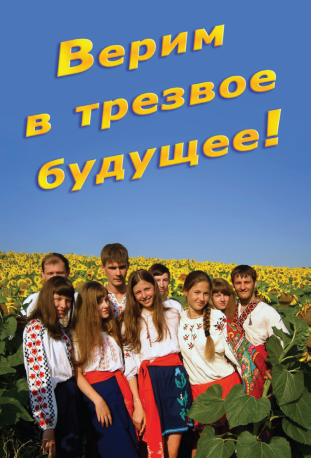 Верим
в трезвое
будущее!